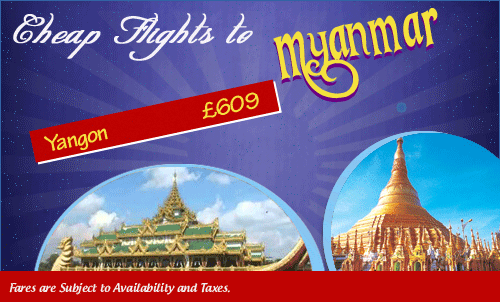 Cheap Flights to
Myanmar
Yangon £609
Fares are Subject to Availability and Taxes.